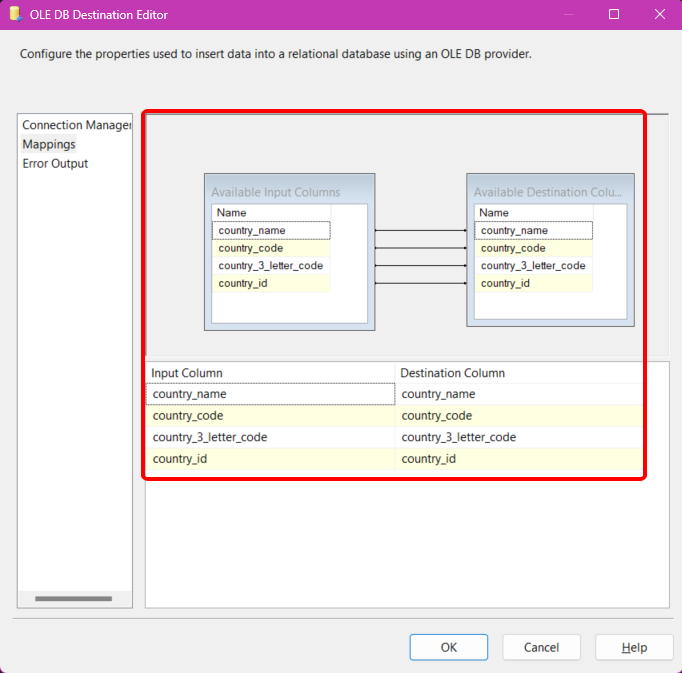 OLE DB Destination Editor
Configure the properties used to insert data into a relational database using an OLE DB provider.
Connection Manager
Mappings
Error Output
Available Input Columns
Name
country_name
country_code
country_3_letter_code
country_id
Available Destination Colu...
Name
country_name
country_code
country_3_letter_code
country_id
Input Column Destination Column
country_name country_name
country_code country_code
country_3_letter_code country_3_letter_code
country_id country_id
OK Cancel Help